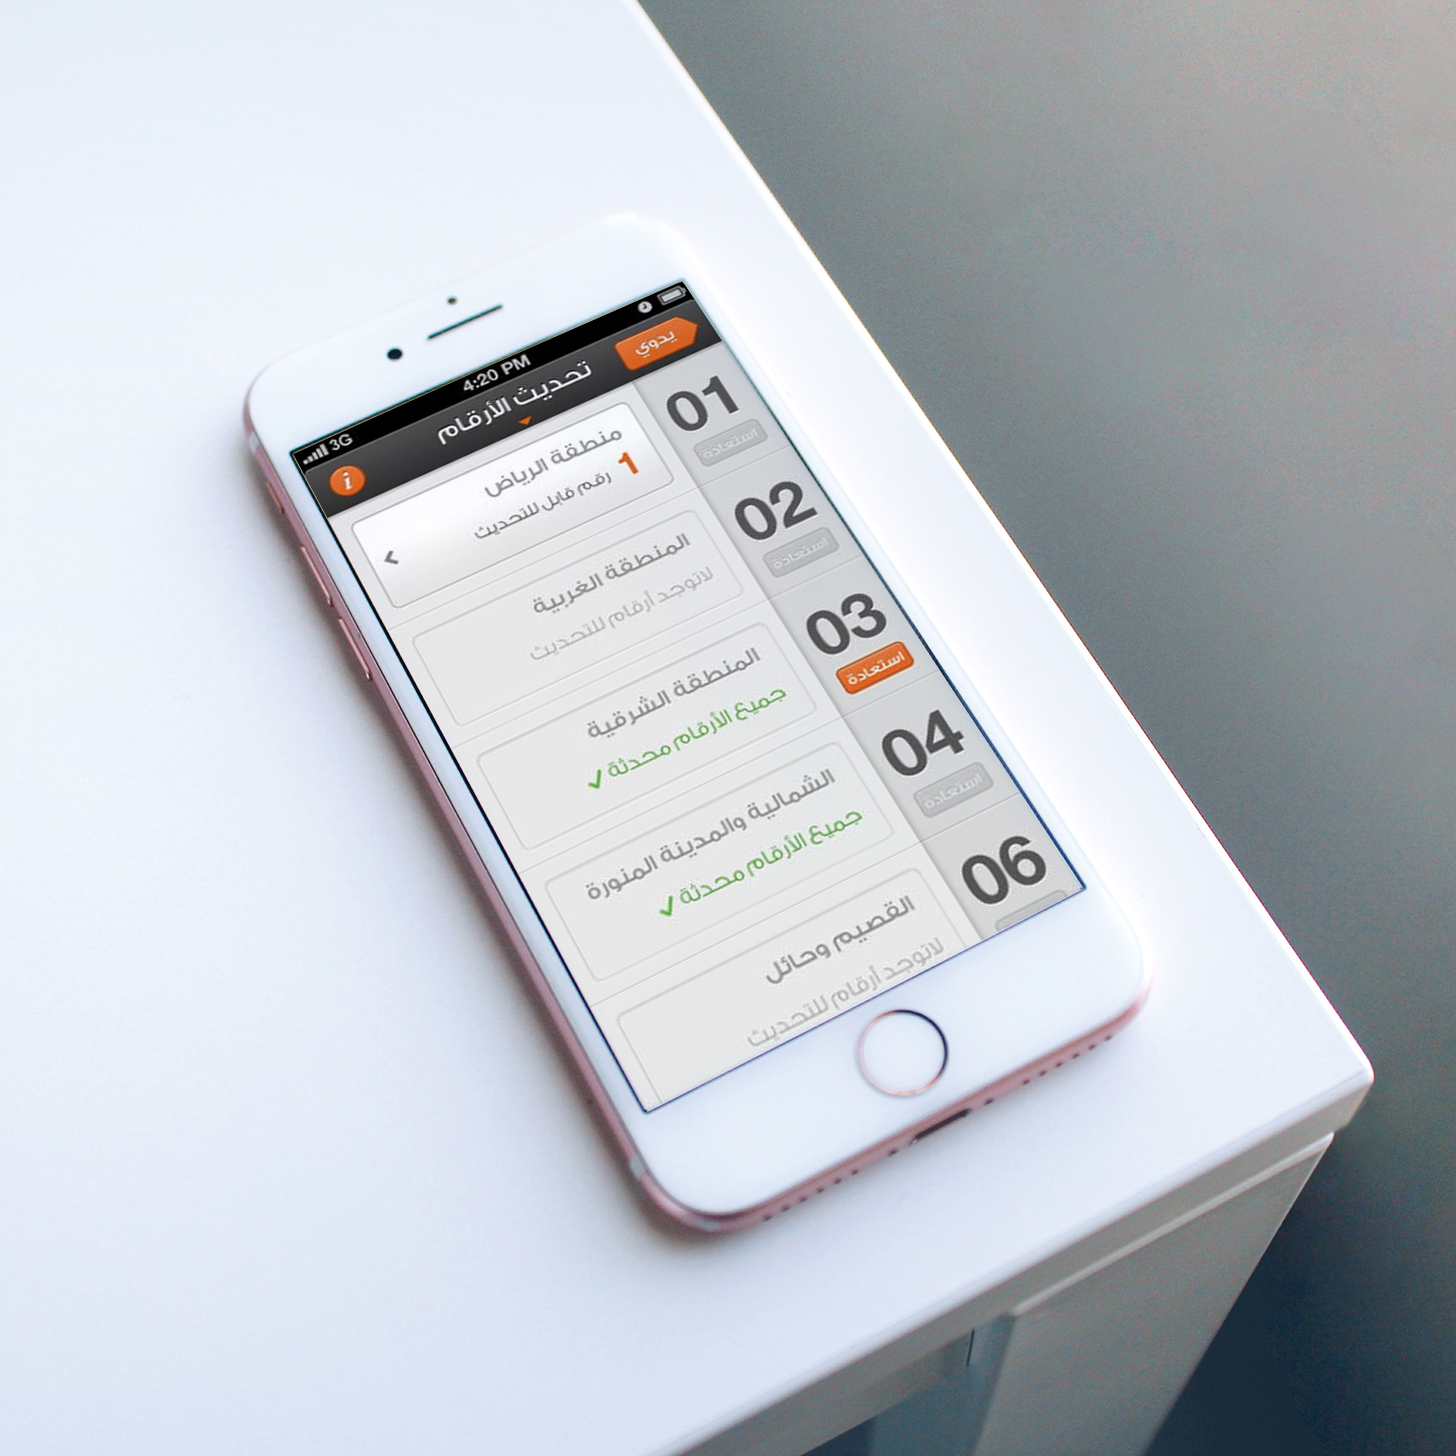 3G
4:20 PM
يدوي
تحديث الأرقام
i
01
استعادة
منطقة الرياض
1 رقم قابل للتحديث
02
استعادة
المنطقة الغربية
لاتوجد أرقام للتحديث
03
استعادة
المنطقة الشرقية
جميع الأرقام محدثة
04
استعادة
الشمالية والمدينة المنورة
جميع الأرقام محدثة
06
القصيم وحائل
لاتوجد أرقام للتحديث